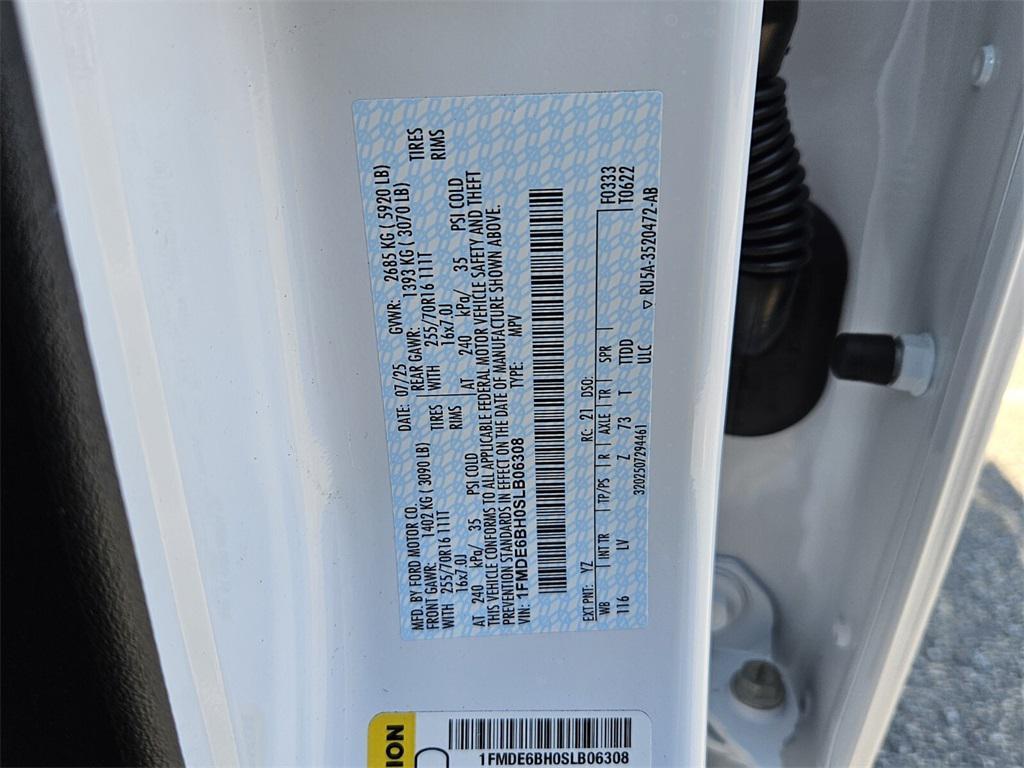 MFD. BY FORD MOTOR CO. DATE: 07/25 GVWR: 2685 KG ( 5920 LB)
FRONT GAWR: 1402 KG ( 3090 LB) REAR GAWR: 1393 KG ( 3070 LB)
WITH 255/70R16 111T TIRES WITH 255/70R16 111T TIRES
16x7.0J RIMS 16x7.0J RIMS
AT 240 kPa/ 35 PSI COLD AT 240 kPa/ 35 PSI COLD
THIS VEHICLE CONFORMS TO ALL APPLICABLE FEDERAL MOTOR VEHICLE SAFETY AND THEFT
PREVENTION STANDARDS IN EFFECT ON THE DATE OF MANUFACTURE SHOWN ABOVE.
VIN: 1FMDE6BH0SLB06308 TYPE: MPV
EXT PNT: YZ RC: 21 DSO: F0333
WB INT TR TP/PS R AXLE TR SPR T0622
116 LV Z 73 T TTDD
ULC
3202507294461 ▽ RU5A-3520472-AB
ION
1FMDE6BH0SLB06308